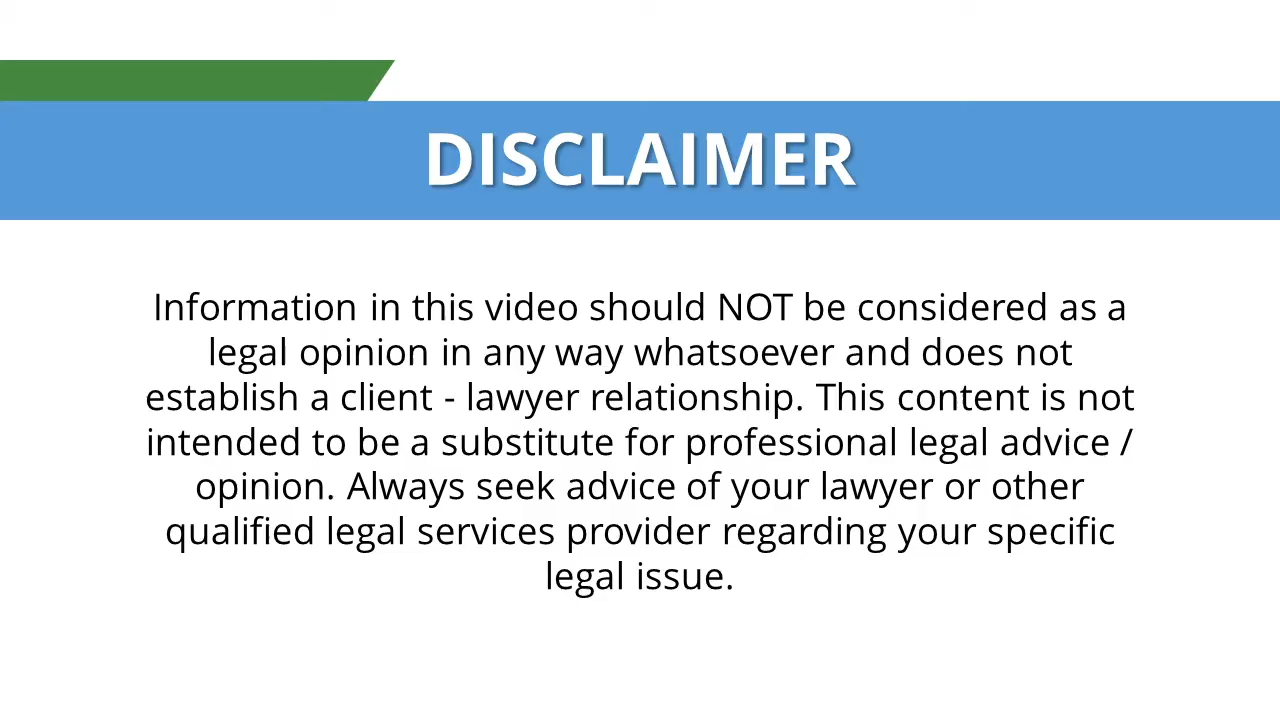 DISCLAIMER
Information in this video should NOT be considered as a
legal opinion in any way whatsoever and does not
establish a client - lawyer relationship. This content is not
intended to be a substitute for professional legal advice /
opinion. Always seek advice of your lawyer or other
qualified legal services provider regarding your specific
legal issue.